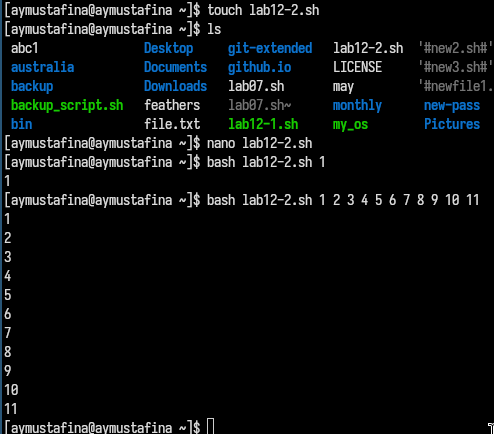 [aymustafina@aymustafina ~]$ touch lab12-2.sh
[aymustafina@aymustafina ~]$ ls
abc1 Desktop git-extended lab12-2.sh '#new2.sh#'
australia Documents github.io LICENSE '#new3.sh#'
backup Downloads lab07.sh may '#newfile1.
backup_script.sh feathers lab07.sh~ monthly new-pass
bin file.txt lab12-1.sh my_os Pictures
[aymustafina@aymustafina ~]$ nano lab12-2.sh
[aymustafina@aymustafina ~]$ bash lab12-2.sh 1
1
[aymustafina@aymustafina ~]$ bash lab12-2.sh 1 2 3 4 5 6 7 8 9 10 11
1
2
3
4
5
6
7
8
9
10
11
[aymustafina@aymustafina ~]$